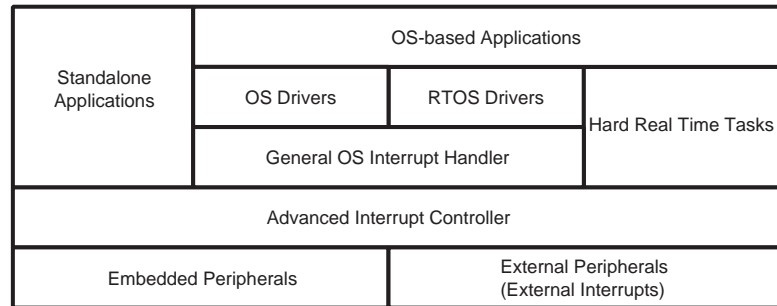 OS-based Applications
Standalone
Applications
OS Drivers
RTOS Drivers
Hard Real Time Tasks
General OS Interrupt Handler
Advanced Interrupt Controller
Embedded Peripherals
External Peripherals
(External Interrupts)